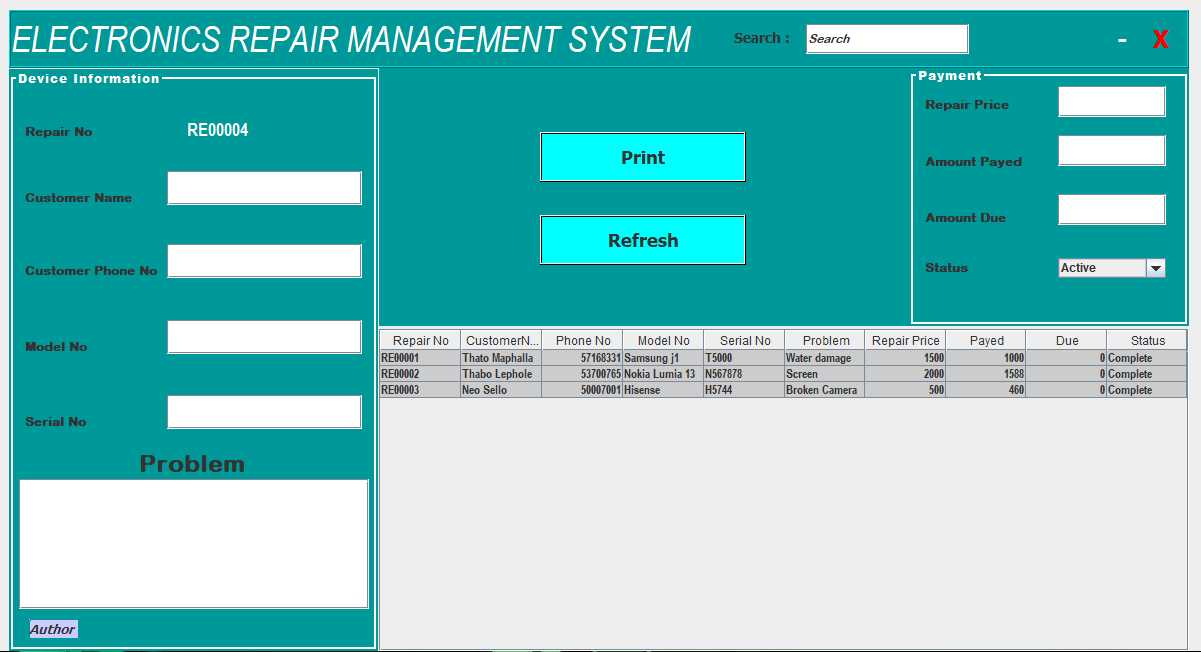 ELECTRONICS REPAIR MANAGEMENT SYSTEM Search : Search - X
Device Information
Repair No RE00004
Customer Name
Customer Phone No
Model No
Serial No
Problem
Author
Print
Refresh
Payment
Repair Price
Amount Payed
Amount Due
Status Active
Repair No CustomerN... Phone No Model No Serial No Problem Repair Price Payed Due Status
RE00001 Thato Maphalla 57168331 Samsung j1 T5000 Water damage 1500 1000 0 Complete
RE00002 Thabo Lephole 53700765 Nokia Lumia 13 N567878 Screen 2000 1588 0 Complete
RE00003 Neo Sello 50007001 Hisense H5744 Broken Camera 500 460 0 Complete